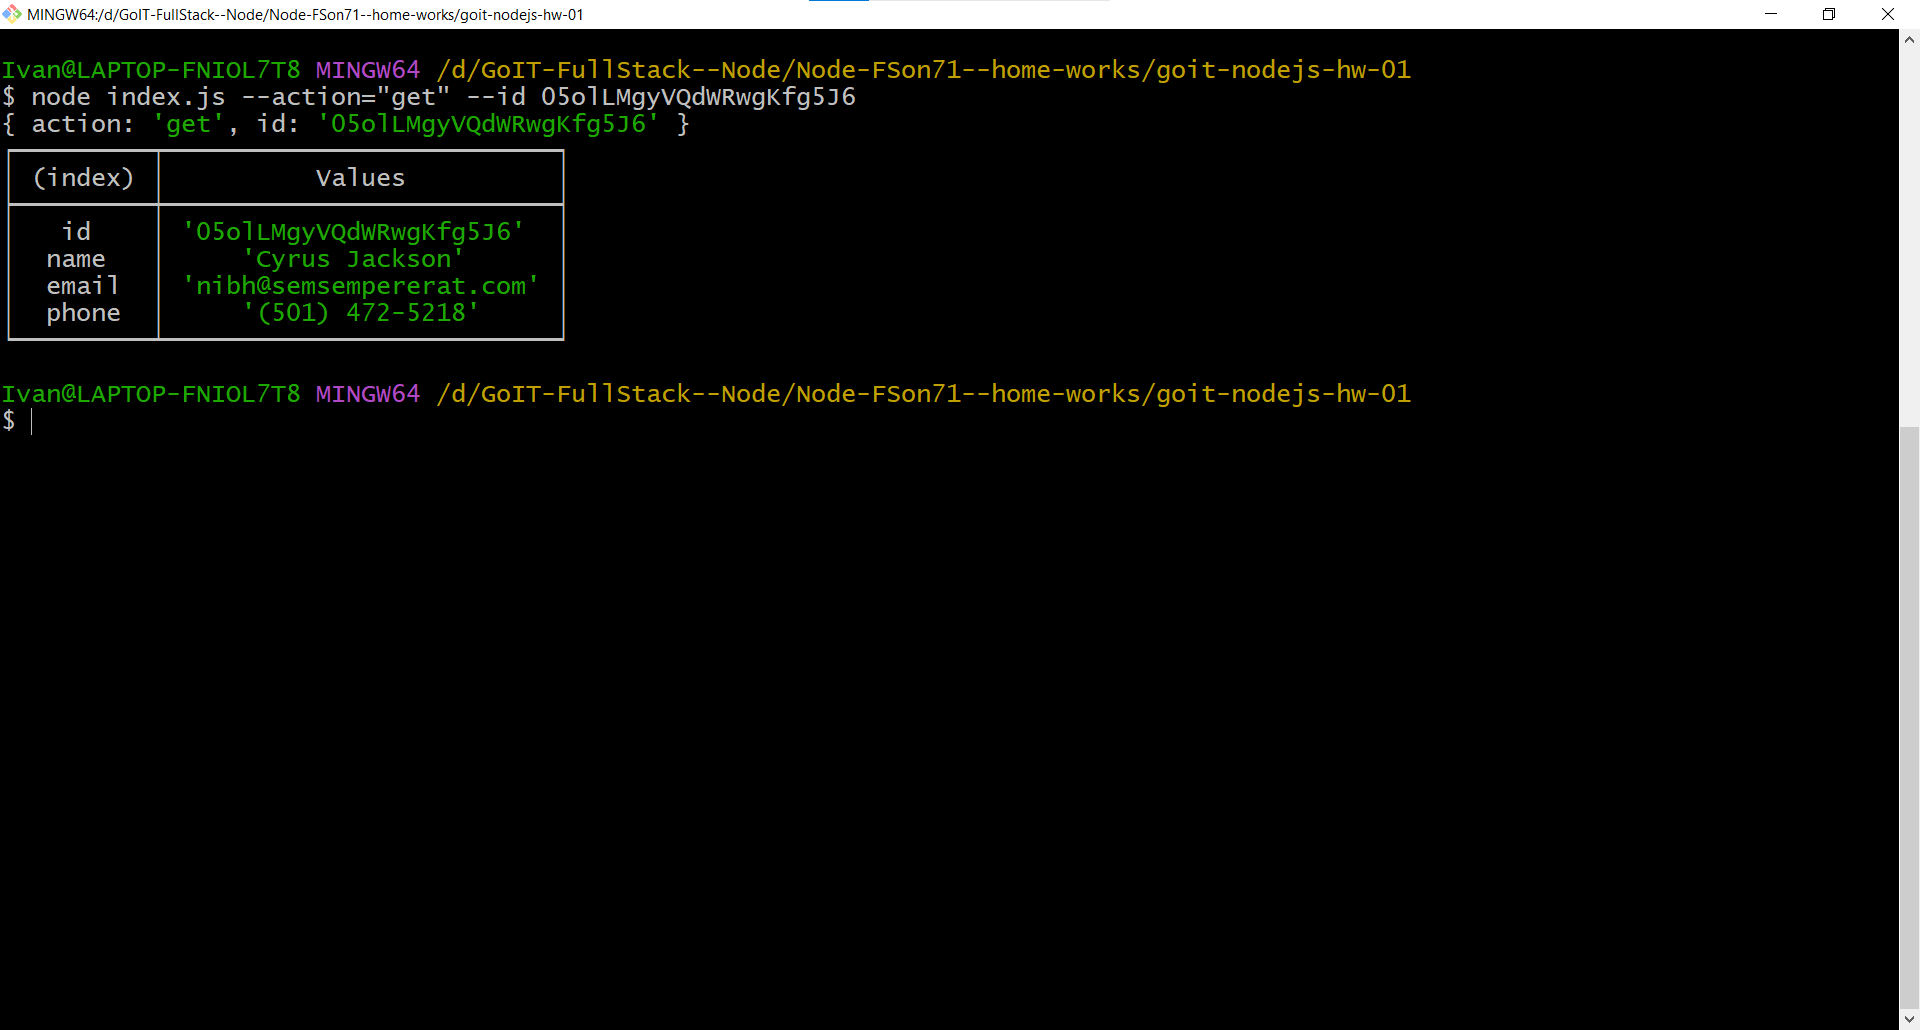 MINGW64:/d/GoIT-FullStack--Node/Node-FSon71--home-works/goit-nodejs-hw-01
Ivan@LAPTOP-FNIOL7T8 MINGW64 /d/GoIT-FullStack--Node/Node-FSon71--home-works/goit-nodejs-hw-01
$ node index.js --action="get" --id O5olLMgyVQdWRwgKfg5J6
{ action: 'get', id: 'O5olLMgyVQdWRwgKfg5J6' }
(index) Values
id 'O5olLMgyVQdWRwgKfg5J6'
name 'Cyrus Jackson'
email 'nibh@semsempererat.com'
phone '(501) 472-5218'
Ivan@LAPTOP-FNIOL7T8 MINGW64 /d/GoIT-FullStack--Node/Node-FSon71--home-works/goit-nodejs-hw-01
$